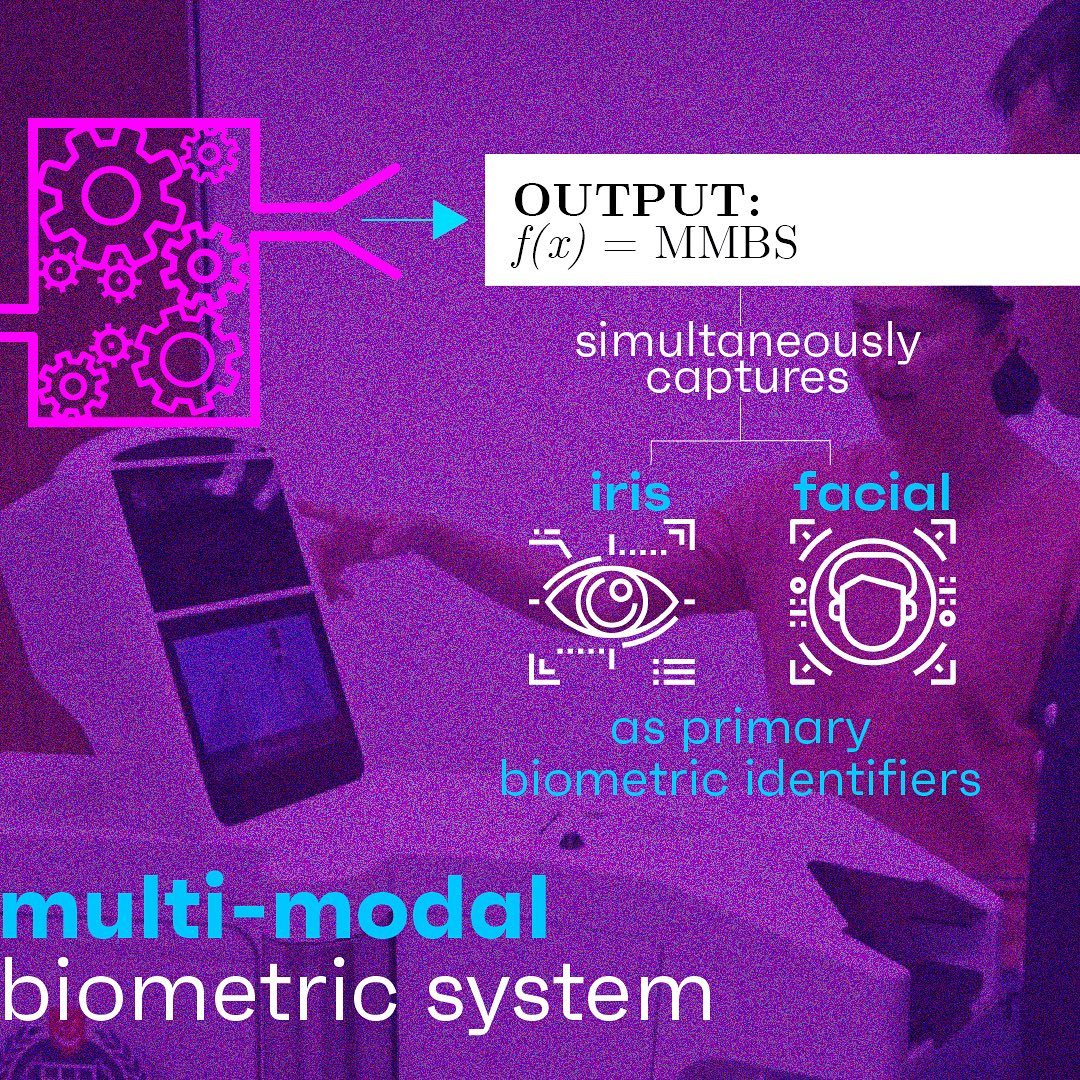 OUTPUT:
f(x) = MMBS
simultaneously
captures
iris
facial
as primary
biometric identifiers
multi-modal
biometric system